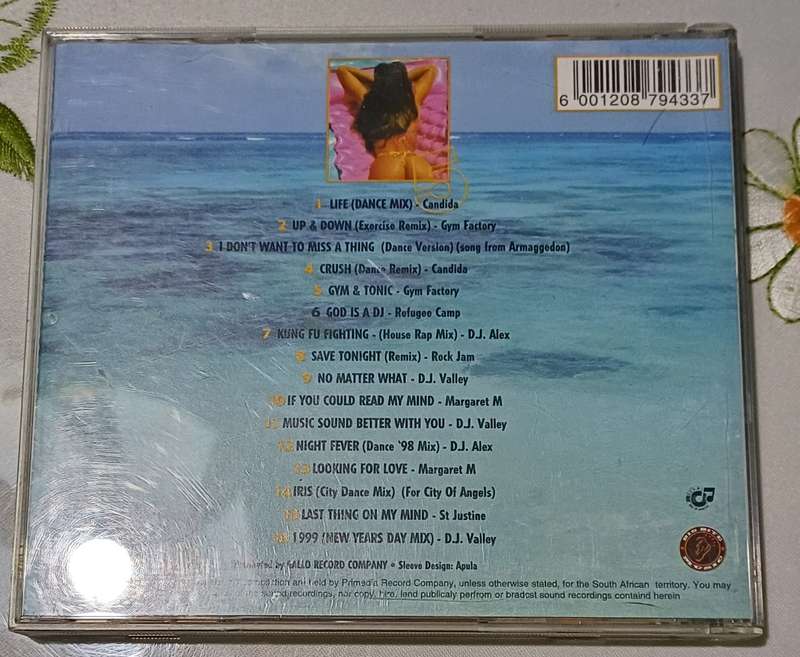 6 001208 794337
1 LIFE (DANCE MIX) - Candida
2 UP & DOWN (Exercise Remix) - Gym Factory
3 I DON'T WANT TO MISS A THING (Dance Version) (song from Armaggedon)
4 CRUSH (Dance Remix) - Candida
5 GYM & TONIC - Gym Factory
6 GOD IS A DJ - Refugee Camp
7 KUNG FU FIGHTING - (House Rap Mix) - D.J. Alex
8 SAVE TONIGHT (Remix) - Rock Jam
9 NO MATTER WHAT - D.J. Valley
10 IF YOU COULD READ MY MIND - Margaret M
11 MUSIC SOUND BETTER WITH YOU - D.J. Valley
12 NIGHT FEVER (Dance '98 Mix) - D.J. Alex
13 LOOKING FOR LOVE - Margaret M
14 IRIS (City Dance Mix) (For City Of Angels)
15 LAST THING ON MY MIND - St Justine
16 1999 (NEW YEARS DAY MIX) - D.J. Valley
by GALLO RECORD COMPANY • Sleeve Design: Apula
are held by Primedia Record Company, unless otherwise stated, for the South African territory. You may
sound recordings, nor copy, hire, lend publicaly perfrom or bradcst sound recordings containd herein